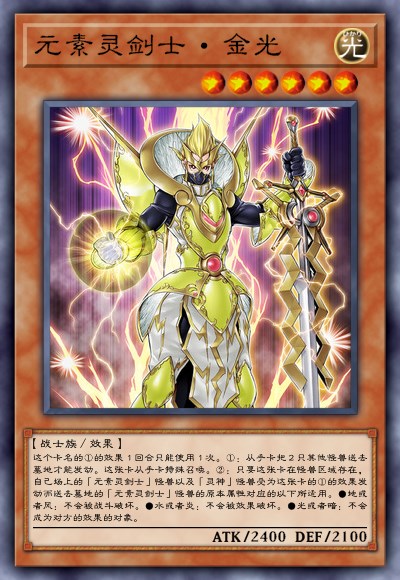 元素灵剑士・金光
光
【战士族／效果】
这个卡名的①的效果1回合只能使用1次。①：从手卡把2只其他怪兽送去
墓地才能发动。这张卡从手卡特殊召唤。②：只要这张卡在怪兽区域存在，
自己场上的「元素灵剑士」怪兽以及「灵神」怪兽受为这张卡的①的效果发
动而送去墓地的「元素灵剑士」怪兽的原本属性对应的以下所适用。●地或
者风：不会被战斗破坏。●水或者炎：不会被效果破坏。●光或者暗：不会
成为对方的效果的对象。
ATK/2400 DEF/2100